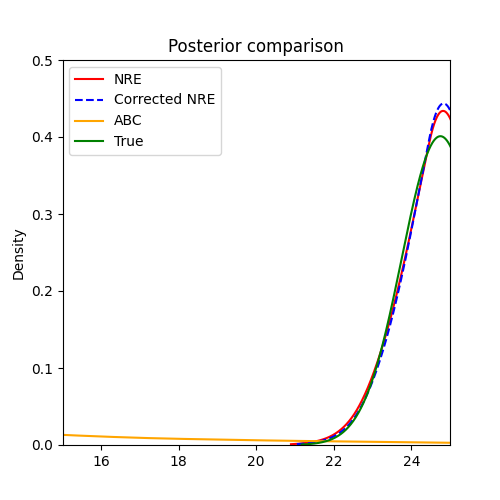 Posterior comparison
NRE
Corrected NRE
ABC
True
Density
0.5
0.4
0.3
0.2
0.1
0.0
16 18 20 22 24